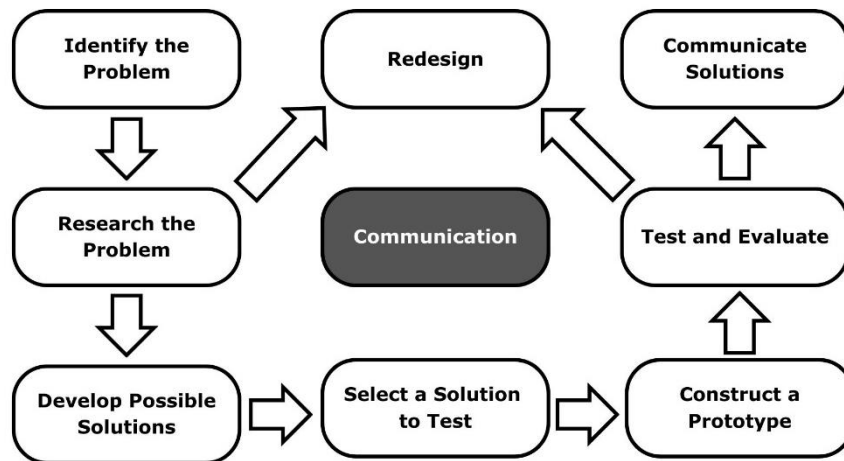 Identify the
Problem
Redesign
Communicate
Solutions
Research the
Problem
Communication
Test and Evaluate
Develop Possible
Solutions
Select a Solution
to Test
Construct a
Prototype